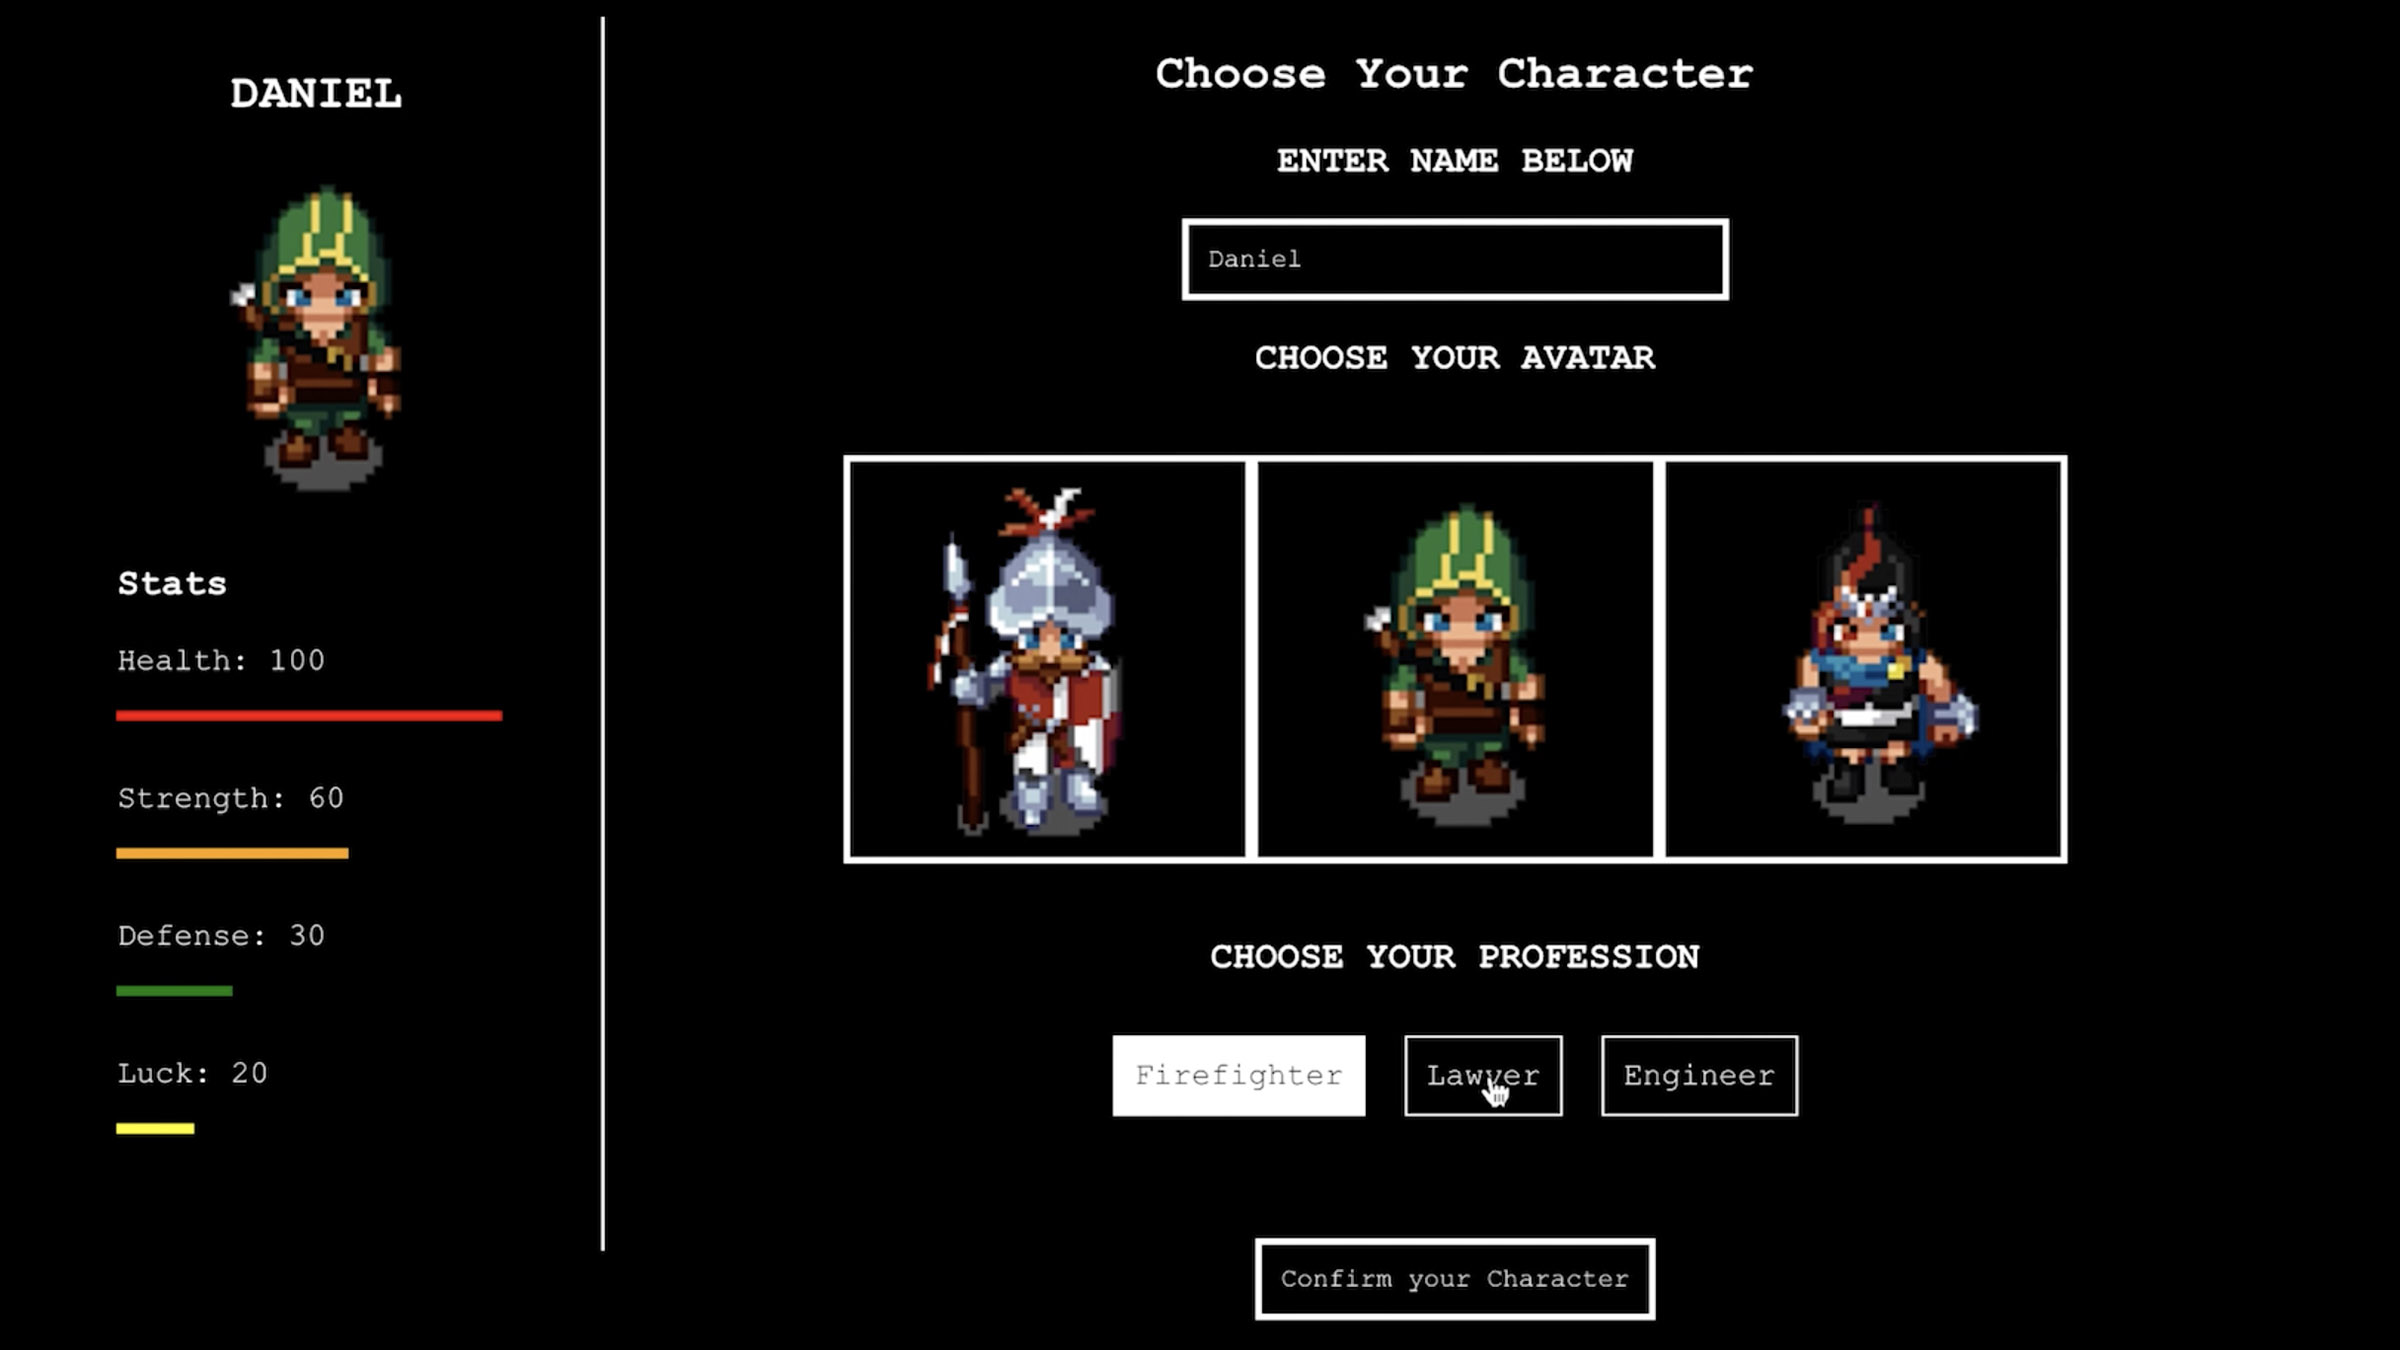 DANIEL
Stats
Health: 100
Strength: 60
Defense: 30
Luck: 20
Choose Your Character
ENTER NAME BELOW
Daniel
CHOOSE YOUR AVATAR
CHOOSE YOUR PROFESSION
Firefighter
Lawyer
Engineer
Confirm your Character